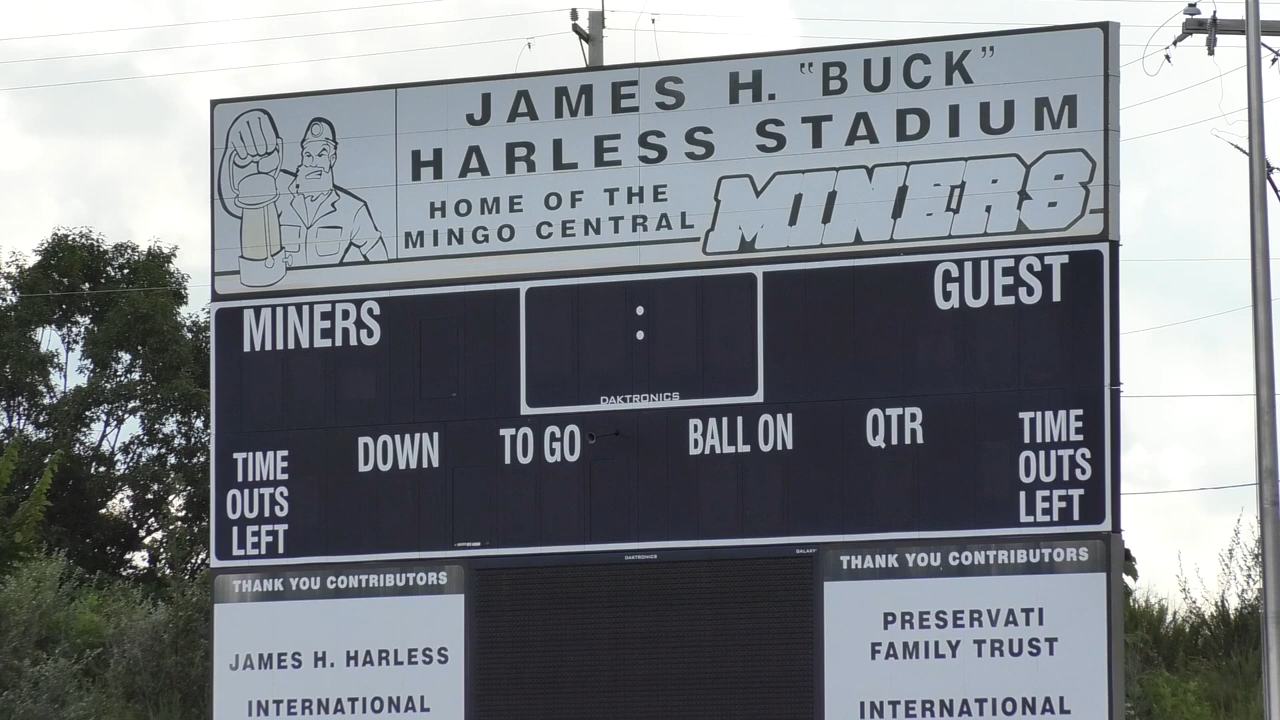 JAMES H. "BUCK"
HARLESS STADIUM
HOME OF THE
MINGO CENTRAL
MINERS
MINERS
:
GUEST
DAKTRONICS
DOWN
TO GO
BALL ON
QTR
TIME
OUTS
LEFT
TIME
OUTS
LEFT
DAKTRONICS
GALAXY
THANK YOU CONTRIBUTORS
JAMES H. HARLESS
INTERNATIONAL
THANK YOU CONTRIBUTORS
PRESERVATI
FAMILY TRUST
INTERNATIONAL